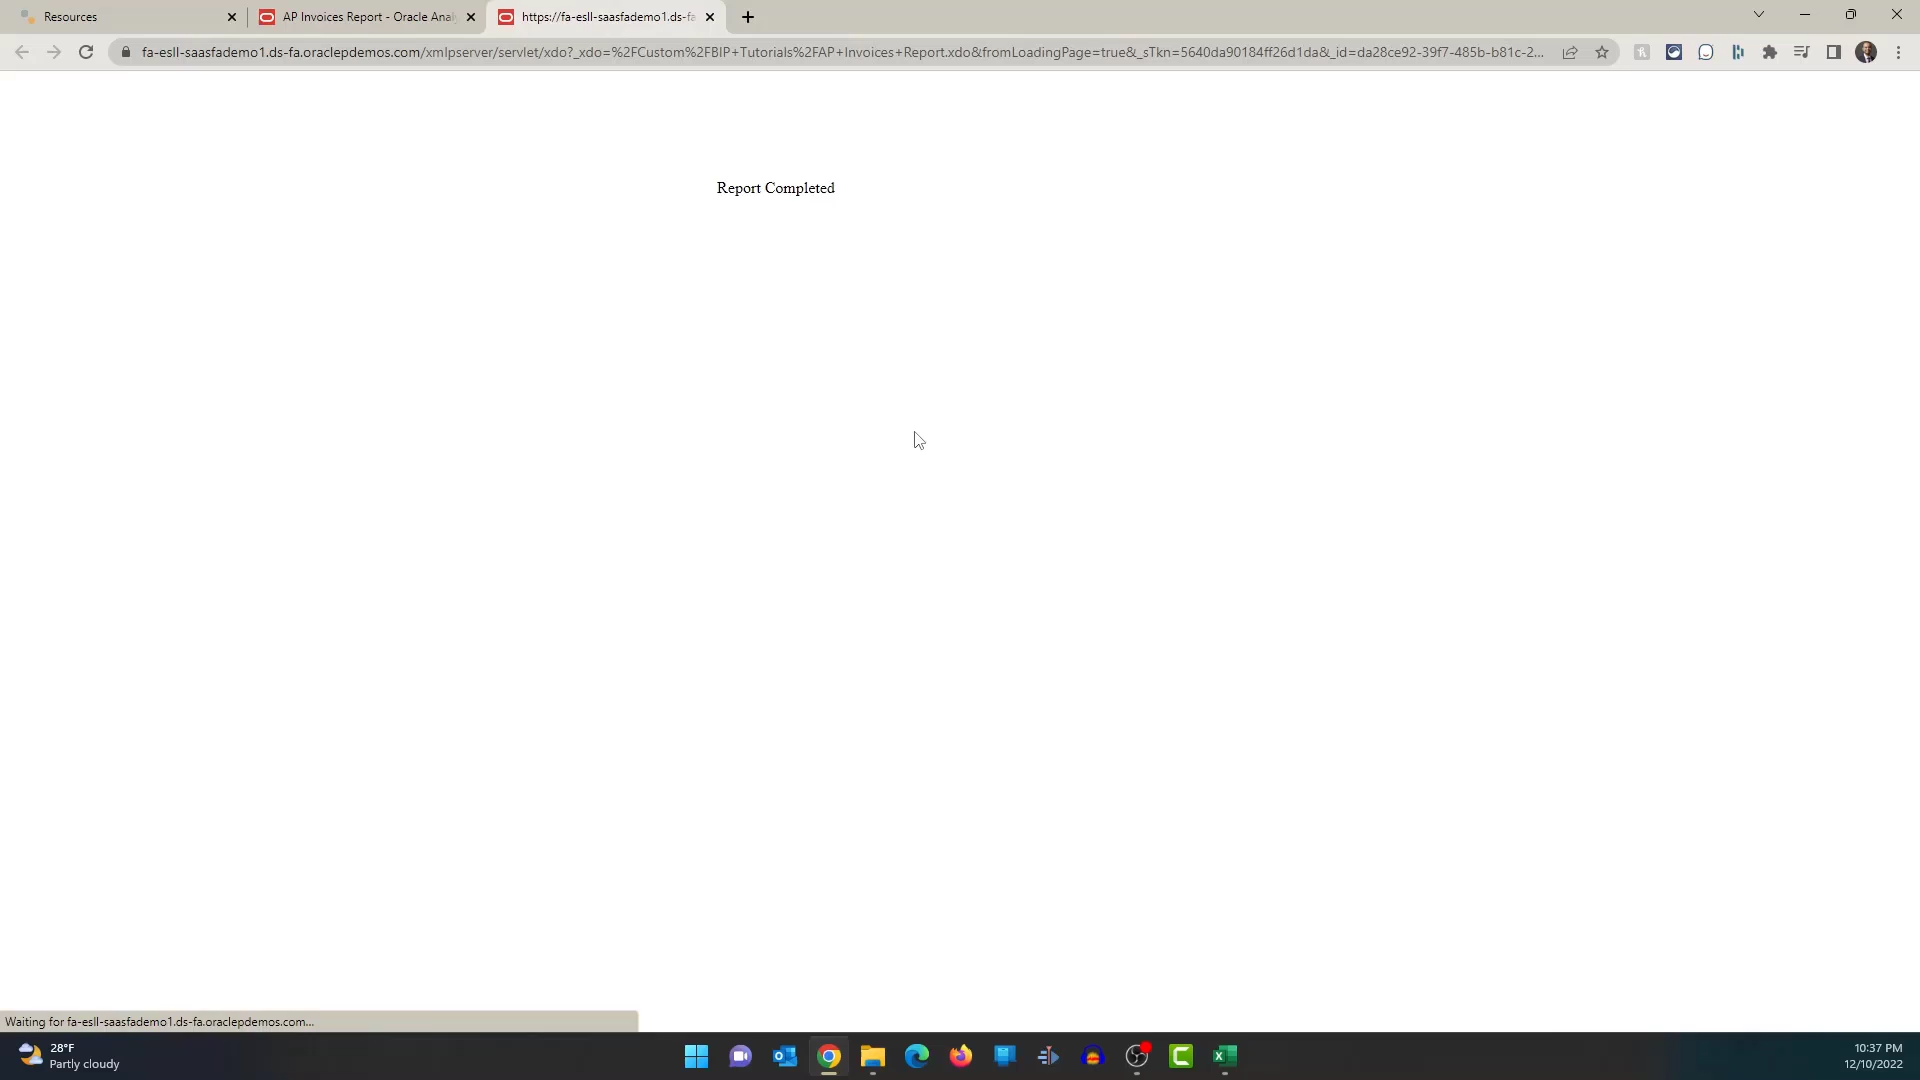 Resources
AP Invoices Report - Oracle Anal
https://fa-esll-saasfademo1.ds-fa
fa-esll-saasfademo1.ds-fa.oraclepdemos.com/xmlpserver/servlet/xdo?_xdo=%2FCustom%2FBIP+Tutorials%2FAP+Invoices+Report.xdo&fromLoadingPage=true&_sTkn=5640da90184ff26d1da&_id=da28ce92-39f7-485b-b81c-2...
Report Completed
Waiting for fa-esll-saasfademo1.ds-fa.oraclepdemos.com...
28°F
Partly cloudy
10:37 PM
12/10/2022